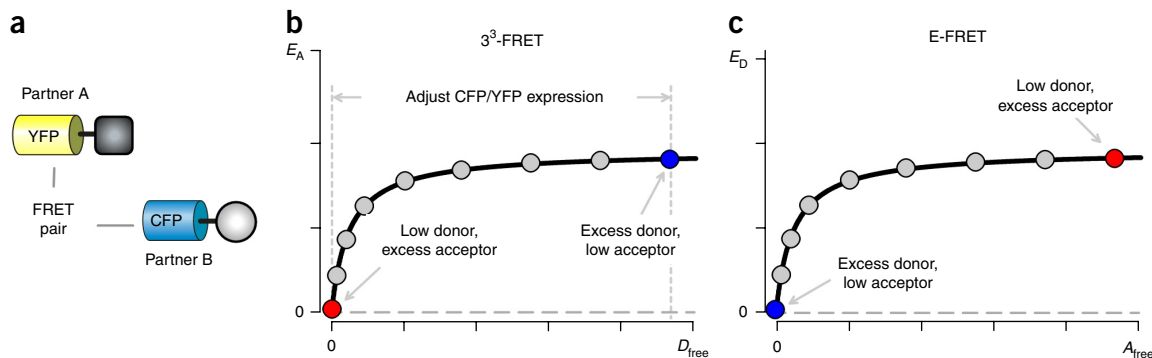 a
Partner A
YFP
FRET
pair
CFP
Partner B
b
3³-FRET
E_A
Adjust CFP/YFP expression
Low donor,
excess acceptor
Excess donor,
low acceptor
0
0
D_free
c
E-FRET
E_D
Low donor,
excess acceptor
Excess donor,
low acceptor
0
0
A_free